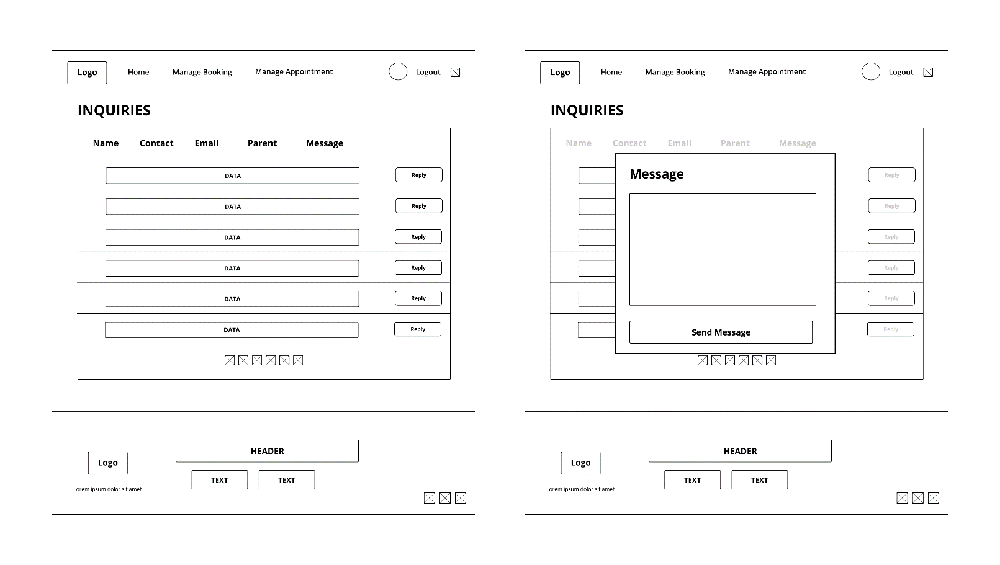 Logo Home Manage Booking Manage Appointment Logout
INQUIRIES
Name Contact Email Parent Message
DATA Reply
DATA Reply
DATA Reply
DATA Reply
DATA Reply
DATA Reply
HEADER
Logo
TEXT TEXT
Lorem ipsum dolor sit amet
Logo Home Manage Booking Manage Appointment Logout
INQUIRIES
Name Contact Email Parent Message
Message
Reply
Reply
Reply
Reply
Reply
Reply
Send Message
HEADER
Logo
TEXT TEXT
Lorem ipsum dolor sit amet